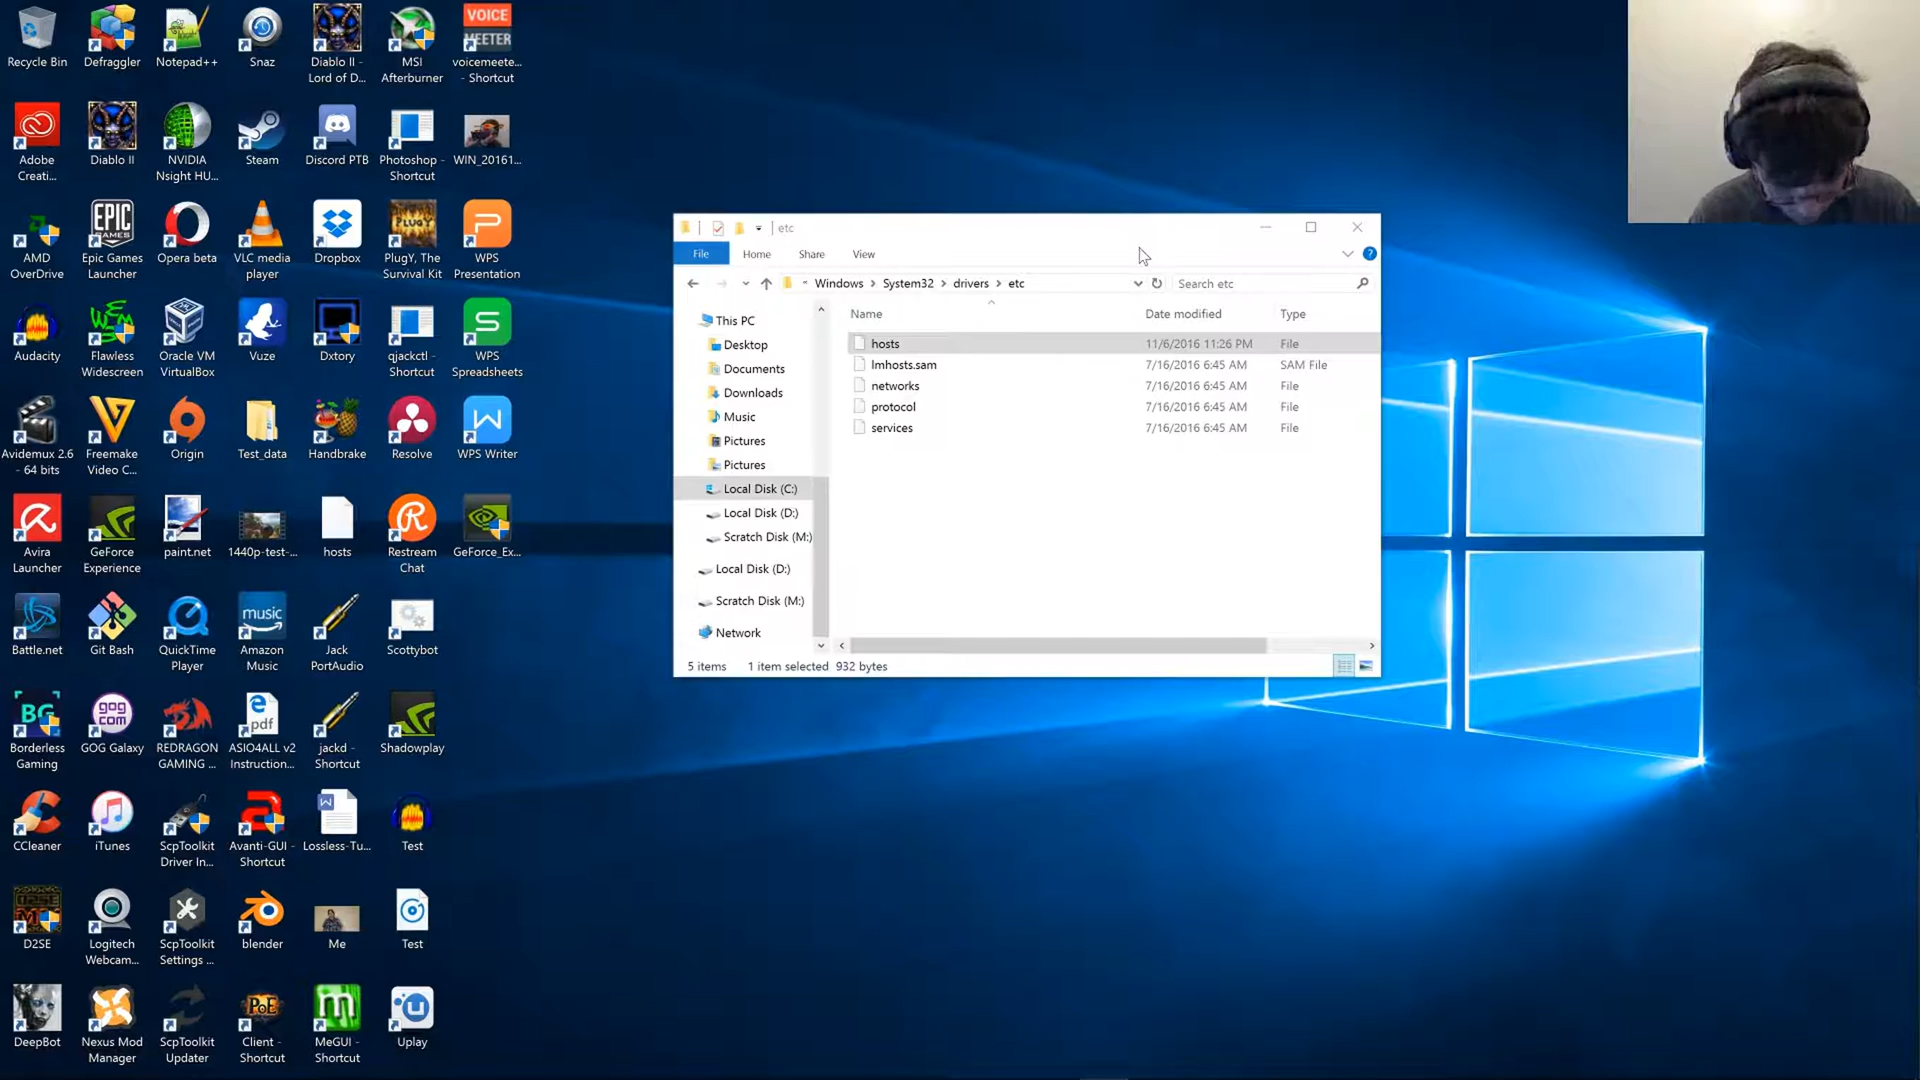 Recycle Bin
Defraggler
Notepad++
Snaz
Diablo II -
Lord of D...
MSI
Afterburner
VOICE
MEETER
voicemeete...
- Shortcut
Adobe
Creati...
Diablo II
NVIDIA
Nsight HU...
Steam
Discord PTB
Photoshop -
Shortcut
WIN_20161...
AMD
OverDrive
EPIC
GAMES
Epic Games
Launcher
Opera beta
VLC media
player
Dropbox
PLUGY
PlugY, The
Survival Kit
P
WPS
Presentation
Audacity
WEM
Flawless
Widescreen
Oracle VM
VirtualBox
Vuze
Dxtory
qjackctl -
Shortcut
S
WPS
Spreadsheets
Avidemux 2.6
- 64 bits
Freemake
Video C...
Origin
Test_data
Handbrake
Resolve
W
WPS Writer
Avira
Launcher
GeForce
Experience
paint.net
1440p-test-...
hosts
Restream
Chat
GeForce_Ex...
Battle.net
Git Bash
QuickTime
Player
music
Amazon
Music
Jack
PortAudio
Scottybot
BG
Borderless
Gaming
GOG
COM
GOG Galaxy
REDRAGON
GAMING ...
pdf
ASIO4ALL v2
Instruction...
jackd -
Shortcut
Shadowplay
CCleaner
iTunes
ScpToolkit
Driver In...
Avanti-GUI -
Shortcut
W
Lossless-Tu...
Test
D2SE
D2SE
Logitech
Webcam...
ScpToolkit
Settings ...
blender
Me
Test
DeepBot
Nexus Mod
Manager
ScpToolkit
Updater
PoE
Client -
Shortcut
MeGUI -
Shortcut
Uplay
etc
File Home Share View
Windows System32 drivers etc
Search etc
This PC
Desktop
Documents
Downloads
Music
Pictures
Pictures
Local Disk (C:)
Local Disk (D:)
Scratch Disk (M:)
Local Disk (D:)
Scratch Disk (M:)
Network
Name Date modified Type
hosts 11/6/2016 11:26 PM File
lmhosts.sam 7/16/2016 6:45 AM SAM File
networks 7/16/2016 6:45 AM File
protocol 7/16/2016 6:45 AM File
services 7/16/2016 6:45 AM File
5 items 1 item selected 932 bytes